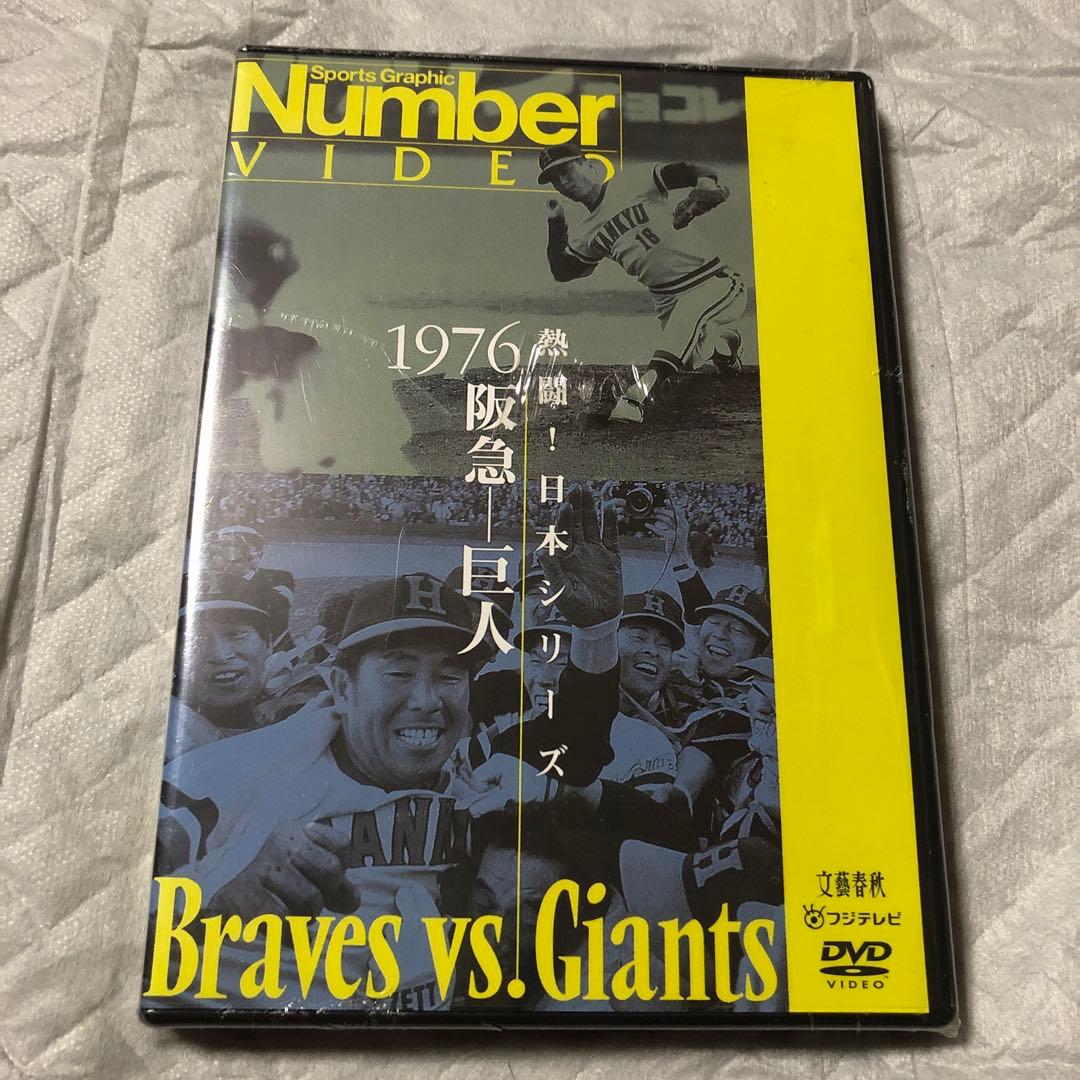 Sports Graphic
Number
VIDEO
HANKYU
18
熱闘！日本シリーズ
1976
阪急―巨人
H
H
Braves vs. Giants
文藝春秋
フジテレビ
DVD
VIDEO